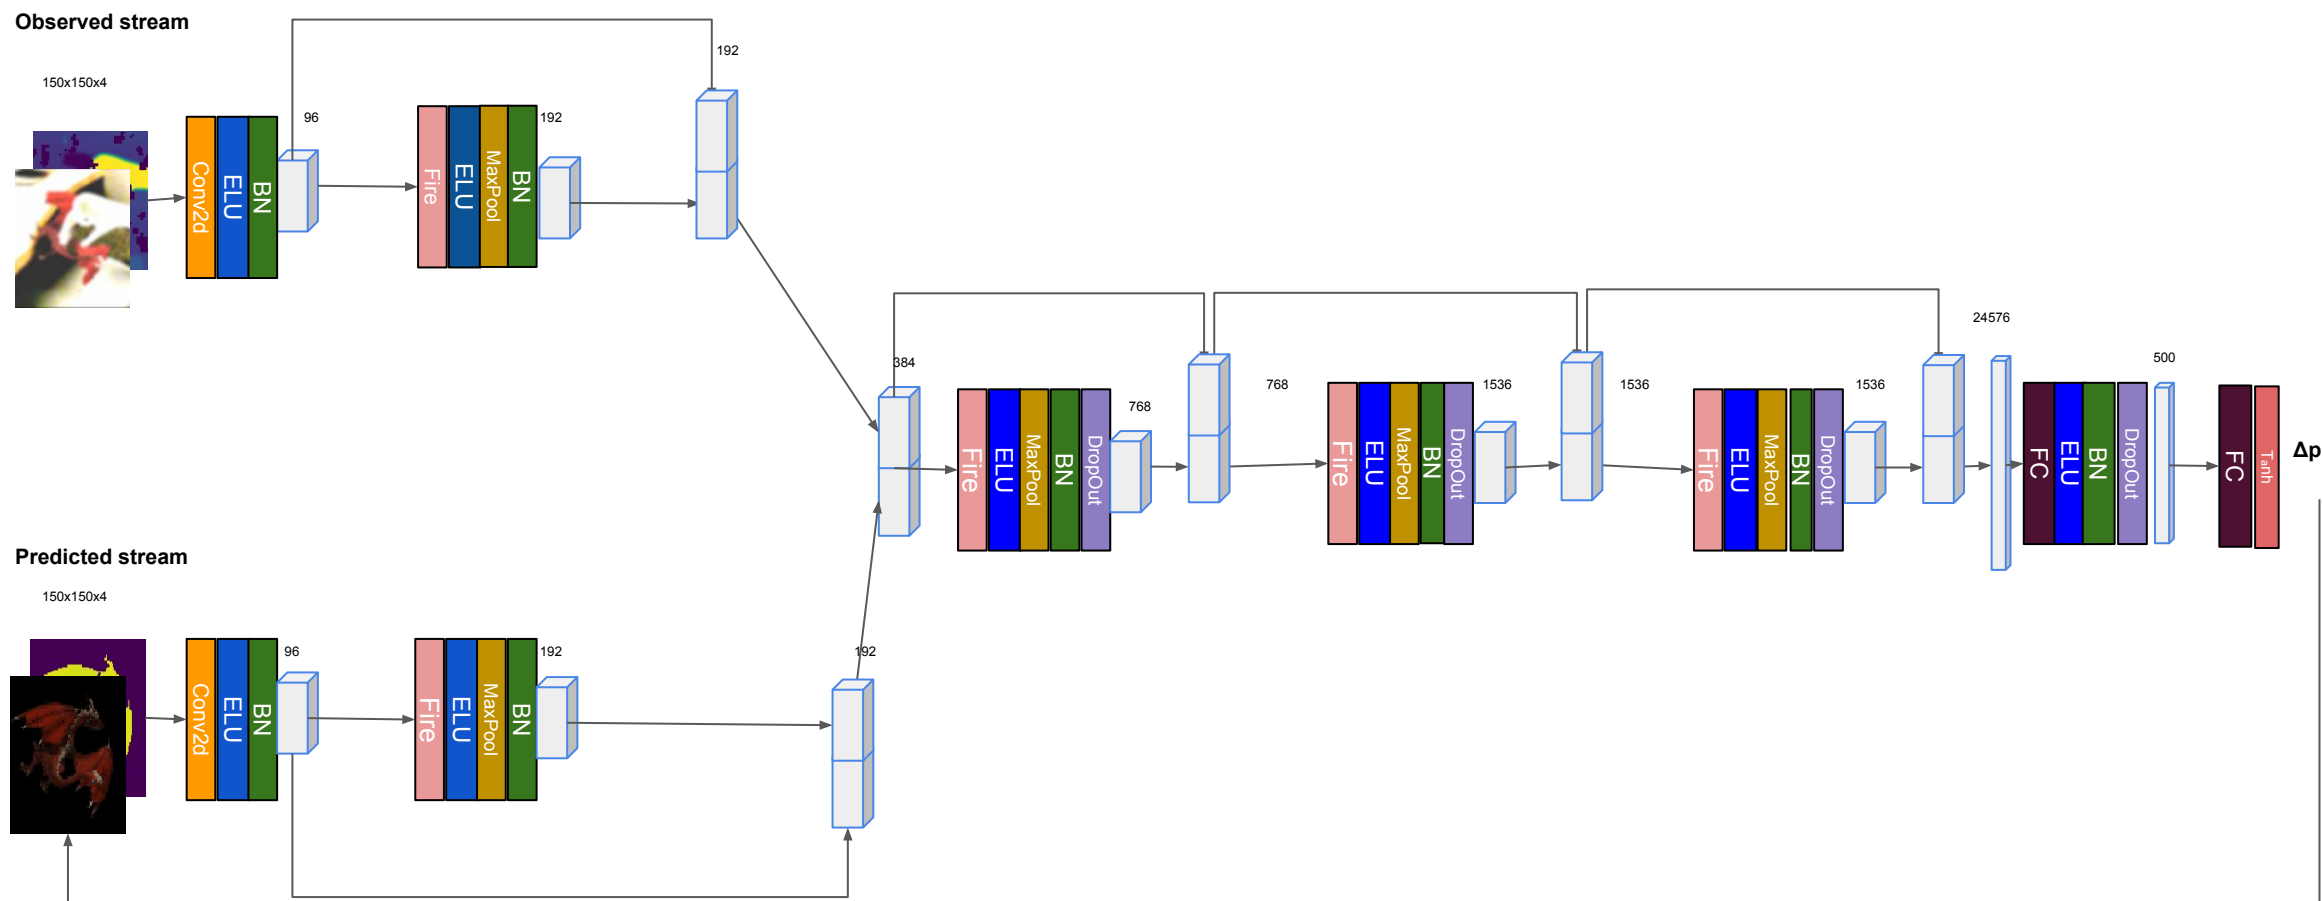 Observed stream
150x150x4
Conv2d
ELU
BN
96
Fire
ELU
MaxPool
BN
192
192
384
Fire
ELU
MaxPool
BN
DropOut
768
768
Fire
ELU
MaxPool
BN
DropOut
1536
1536
Fire
ELU
MaxPool
BN
DropOut
1536
24576
FC
ELU
BN
DropOut
500
FC
Tanh
Δp
Predicted stream
150x150x4
Conv2d
ELU
BN
96
Fire
ELU
MaxPool
BN
192
192